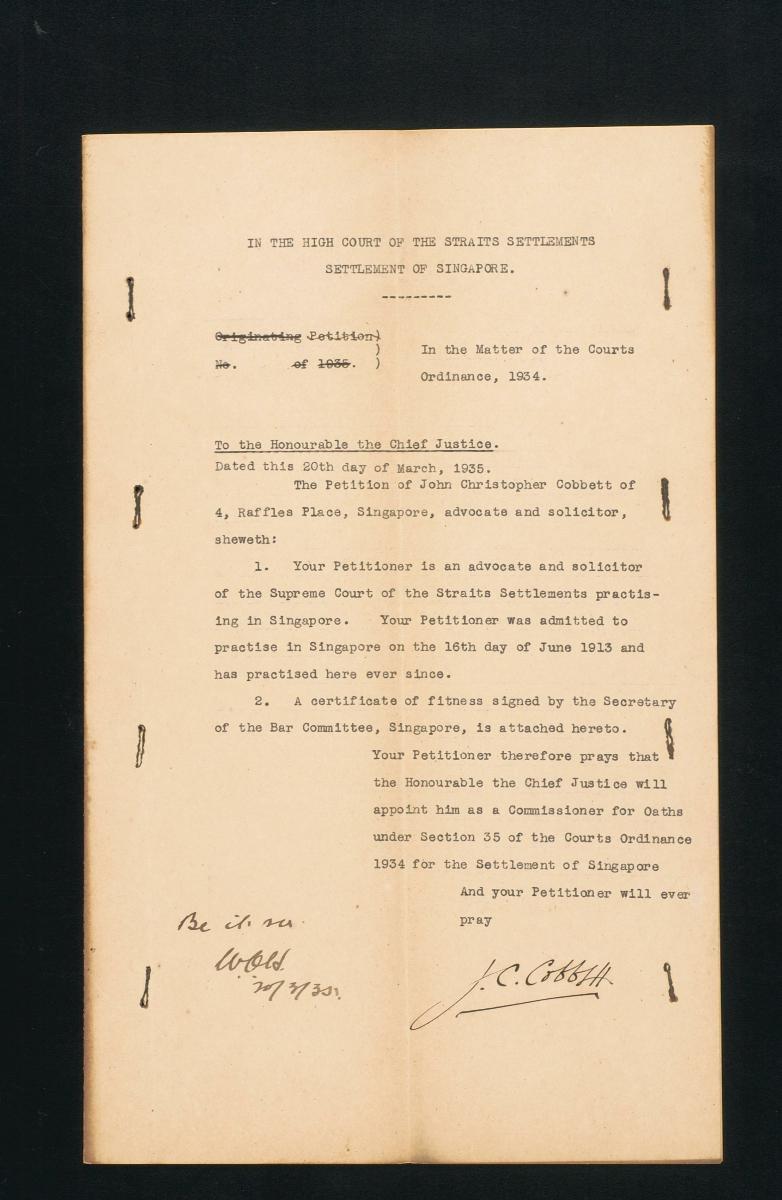 IN THE HIGH COURT OF THE STRAITS SETTLEMENTS
SETTLEMENT OF SINGAPORE.
---------
Originating Petition)
)
No. of 1935. )
In the Matter of the Courts
Ordinance, 1934.
To the Honourable the Chief Justice.
Dated this 20th day of March, 1935.
The Petition of John Christopher Cobbett of
4, Raffles Place, Singapore, advocate and solicitor,
sheweth:
1. Your Petitioner is an advocate and solicitor
of the Supreme Court of the Straits Settlements practis-
ing in Singapore. Your Petitioner was admitted to
practise in Singapore on the 16th day of June 1913 and
has practised here ever since.
2. A certificate of fitness signed by the Secretary
of the Bar Committee, Singapore, is attached hereto.
Your Petitioner therefore prays that
the Honourable the Chief Justice will
appoint him as a Commissioner for Oaths
under Section 35 of the Courts Ordinance
1934 for the Settlement of Singapore
And your Petitioner will ever
pray
Be it so.
20/3/35.
J. C. Cobbett